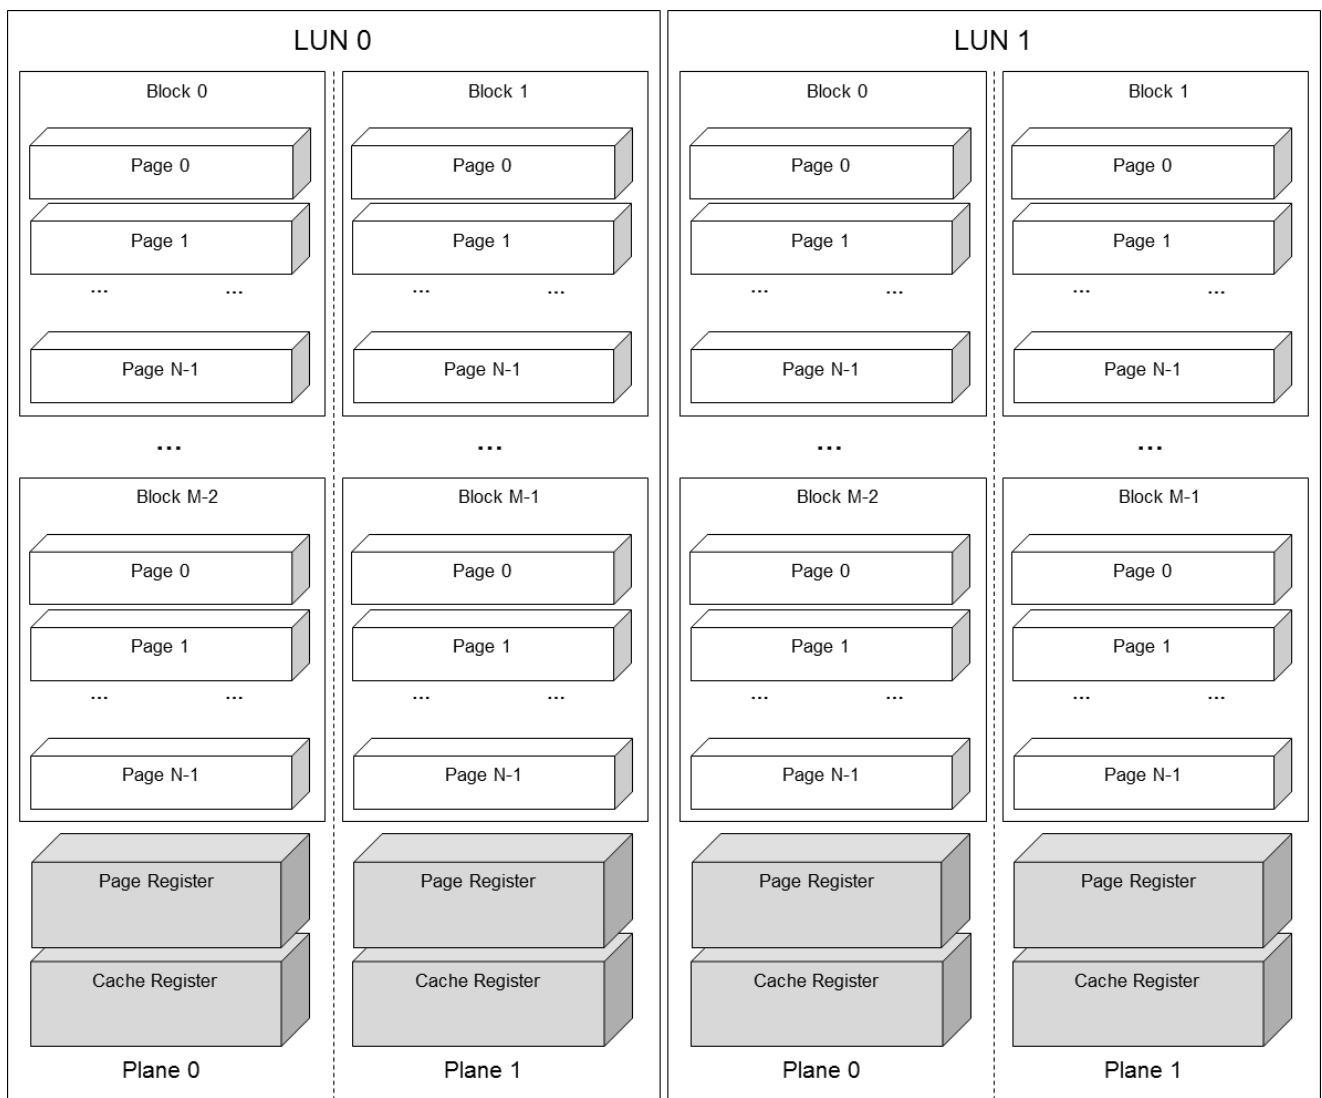 LUN 0
LUN 1
Block 0
Block 1
Block 0
Block 1
Page 0
Page 0
Page 0
Page 0
Page 1
Page 1
Page 1
Page 1
... ...
... ...
... ...
... ...
Page N-1
Page N-1
Page N-1
Page N-1
...
...
...
...
Block M-2
Block M-1
Block M-2
Block M-1
Page 0
Page 0
Page 0
Page 0
Page 1
Page 1
Page 1
Page 1
... ...
... ...
... ...
... ...
Page N-1
Page N-1
Page N-1
Page N-1
Page Register
Page Register
Page Register
Page Register
Cache Register
Cache Register
Cache Register
Cache Register
Plane 0
Plane 1
Plane 0
Plane 1